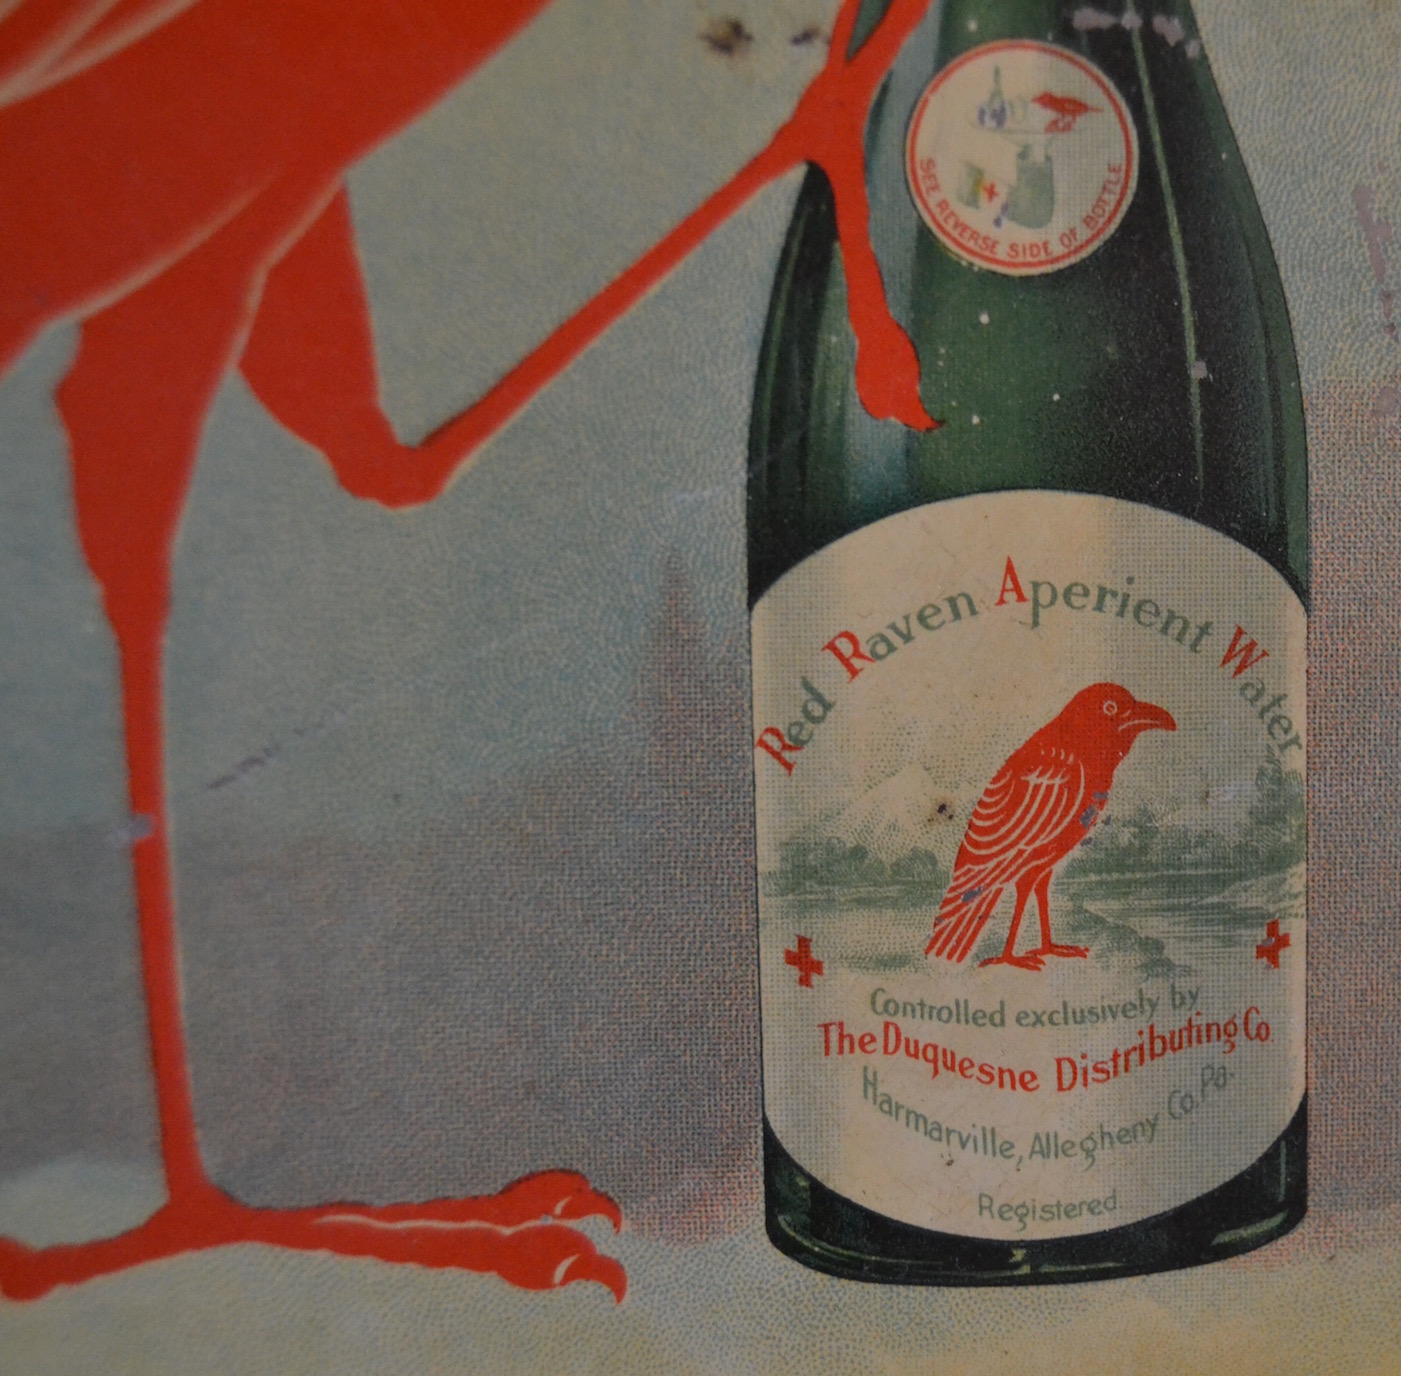 SEE REVERSE SIDE OF BOTTLE
Red Raven Aperient Water
Controlled exclusively by
The Duquesne Distributing Co.
Harmarville, Allegheny Co. Pa.
Registered